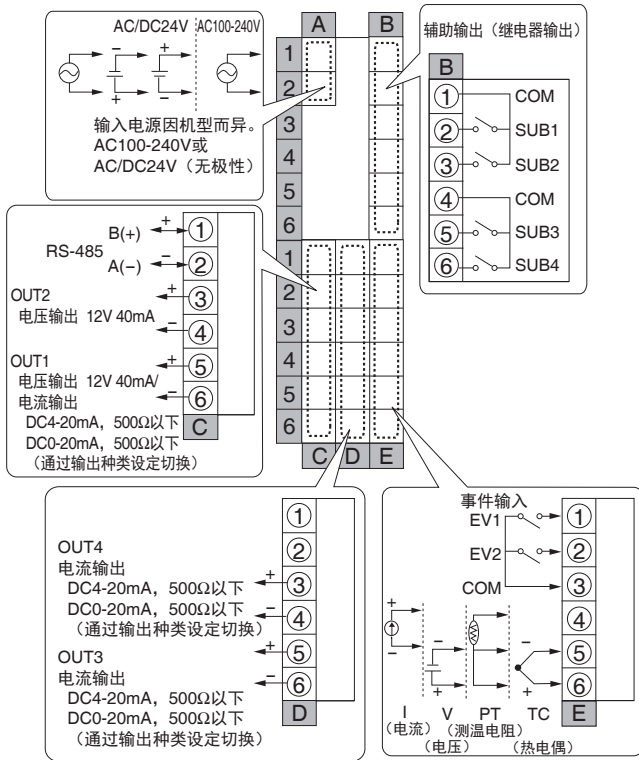 AC/DC24V AC100-240V
− + + −
+ −
输入电源因机型而异。
AC100-240V或
AC/DC24V（无极性）
A B
1
2
3
4
5
6
1
2
3
4
5
6
C D E
辅助输出（继电器输出）
B
① COM
② SUB1
③ SUB2
④ COM
⑤ SUB3
⑥ SUB4
B(+) + ①
RS-485
A(−) − ②
OUT2 + ③
电压输出 12V 40mA
− ④
OUT1 + ⑤
电压输出 12V 40mA/
− ⑥
电流输出
DC4-20mA，500Ω以下
DC0-20mA，500Ω以下
（通过输出种类设定切换）
C
①
②
OUT4
电流输出
+ ③
DC4-20mA，500Ω以下
DC0-20mA，500Ω以下
− ④
（通过输出种类设定切换）
OUT3
+ ⑤
电流输出
− ⑥
DC4-20mA，500Ω以下
DC0-20mA，500Ω以下
（通过输出种类设定切换）
D
事件输入
EV1 ①
EV2 ②
COM ③
④
+ − − ⑤
− + + ⑥
I V PT TC
（电流） （测温电阻）
（电压） （热电偶）
E